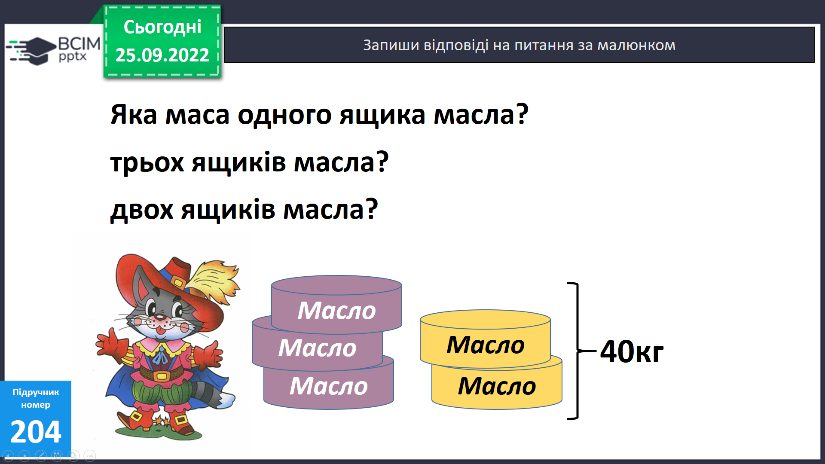 Сьогодні
25.09.2022
ВСІМ
pptx
Запиши відповіді на питання за малюнком
Яка маса одного ящика масла?
трьох ящиків масла?
двох ящиків масла?
Масло
Масло
Масло
Масло
Масло
40кг
Підручник
номер
204